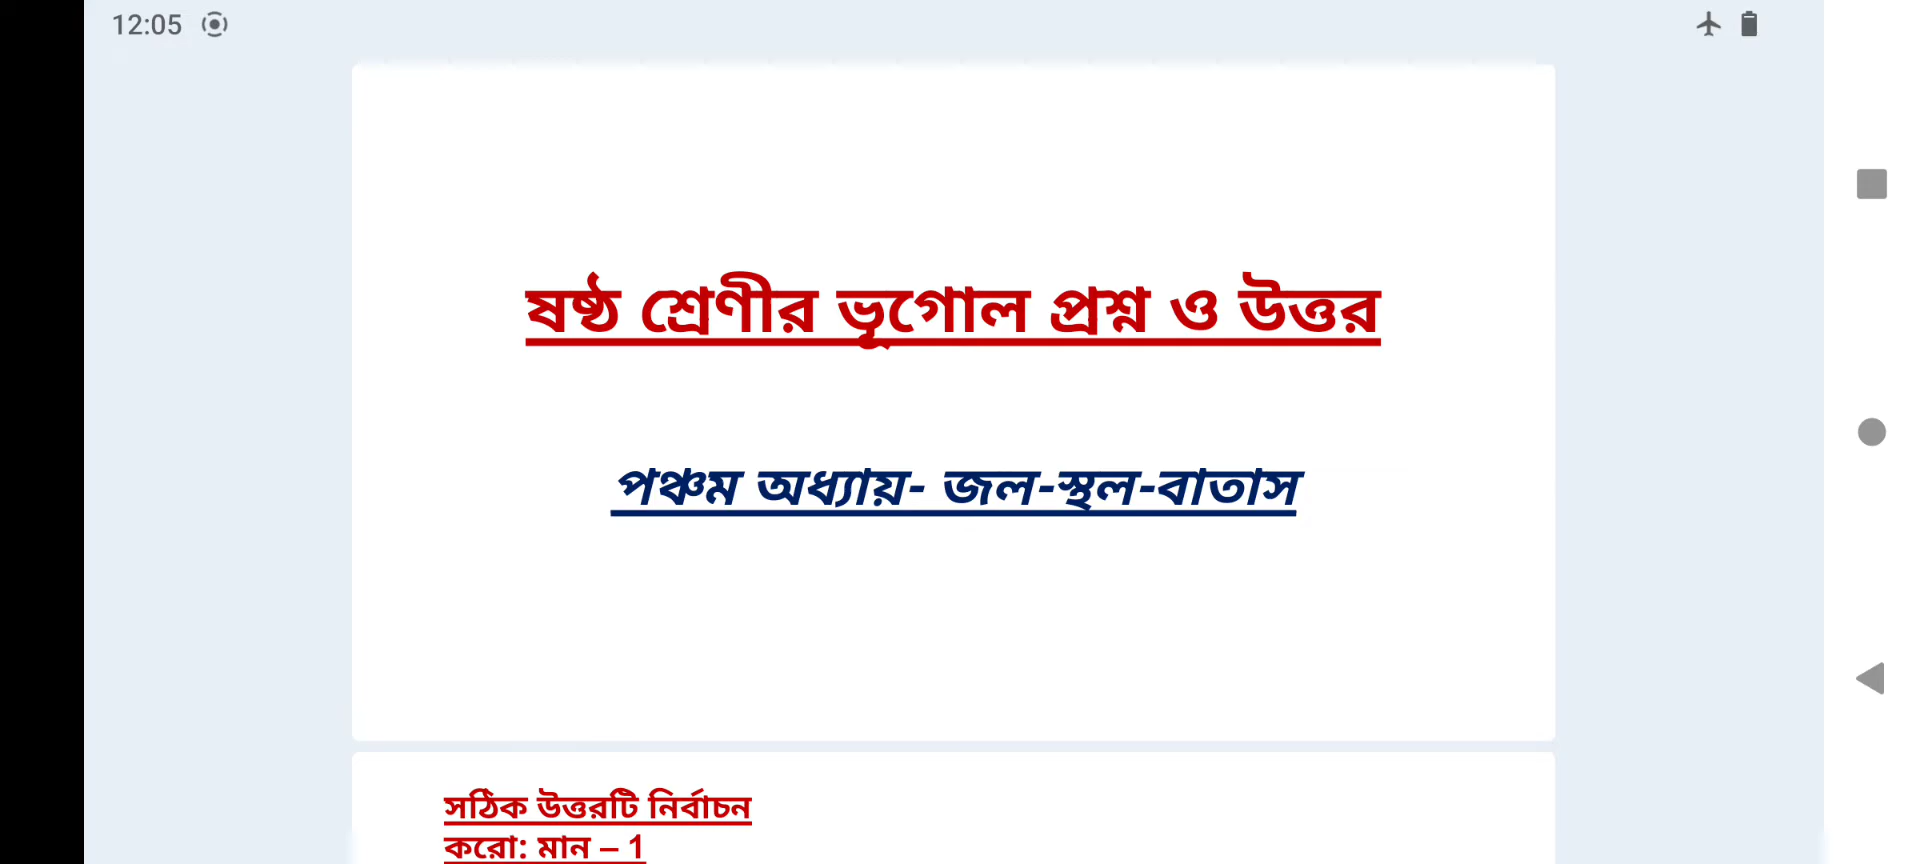 12:05
ষষ্ঠ শ্রেণীর ভূগোল প্রশ্ন ও উত্তর
পঞ্চম অধ্যায়- জল-স্থল-বাতাস
সঠিক উত্তরটি নির্বাচন
করো: মান – 1